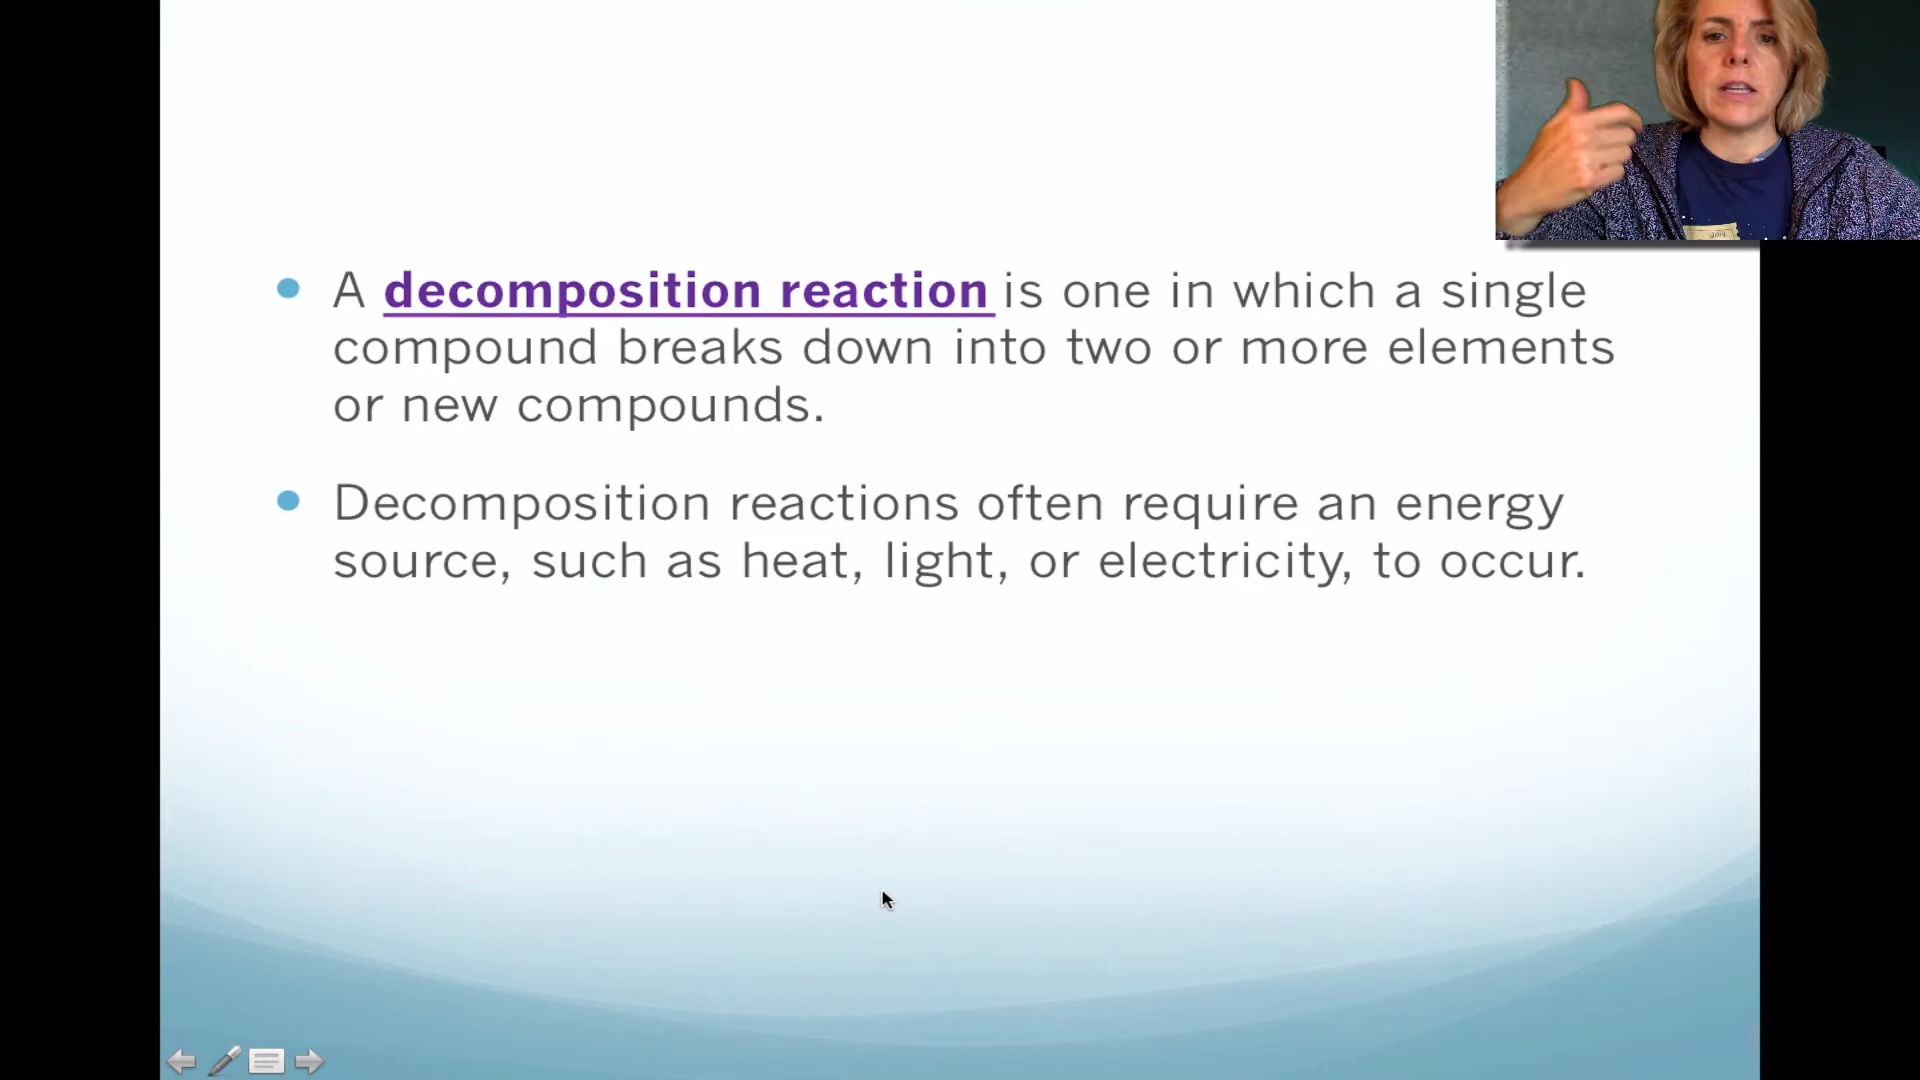 A decomposition reaction is one in which a single
compound breaks down into two or more elements
or new compounds.
Decomposition reactions often require an energy
source, such as heat, light, or electricity, to occur.